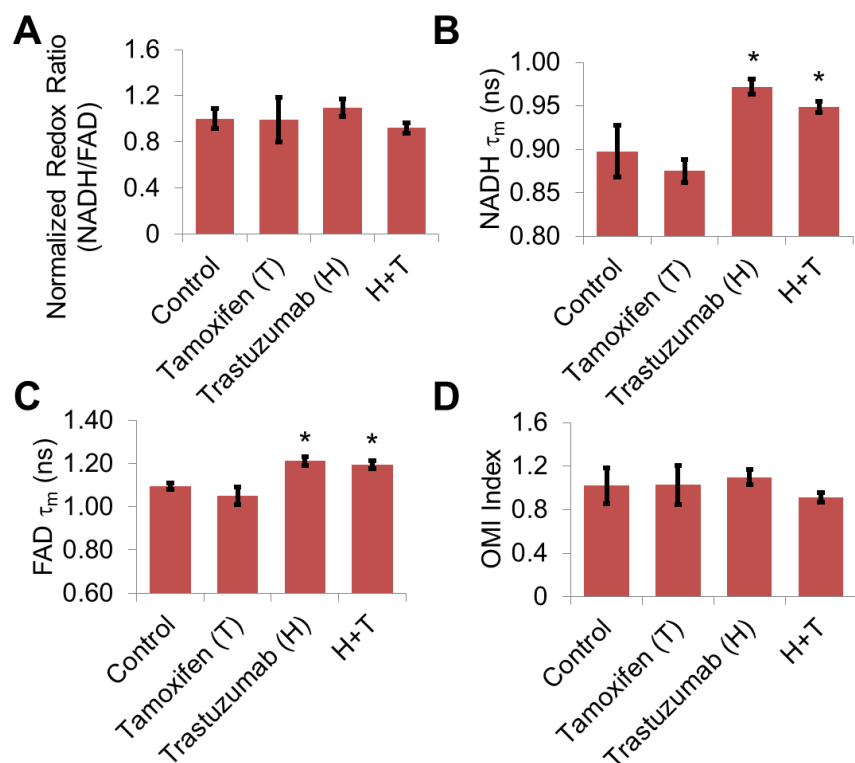 A
Normalized Redox Ratio
(NADH/FAD)
1.6
1.2
0.8
0.4
0
Control
Tamoxifen (T)
Trastuzumab (H)
H+T
B
NADH τm (ns)
1.00
0.95
0.90
0.85
0.80
*
*
Control
Tamoxifen (T)
Trastuzumab (H)
H+T
C
FAD τm (ns)
1.40
1.20
1.00
0.80
0.60
*
*
Control
Tamoxifen (T)
Trastuzumab (H)
H+T
D
OMI Index
1.6
1.2
0.8
0.4
0
Control
Tamoxifen (T)
Trastuzumab (H)
H+T